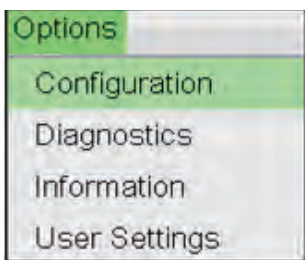 Options
Configuration
Diagnostics
Information
User Settings